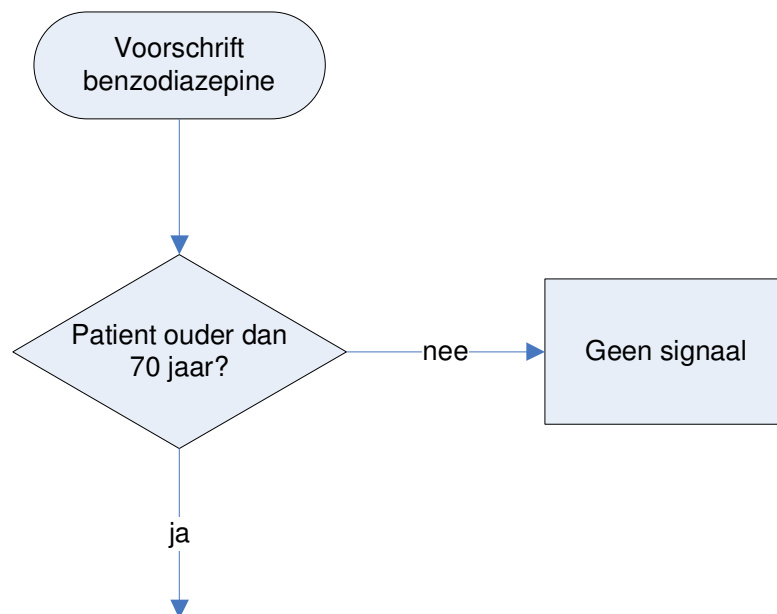 Voorschrift
benzodiazepine
Patient ouder dan
70 jaar?
nee
Geen signaal
ja